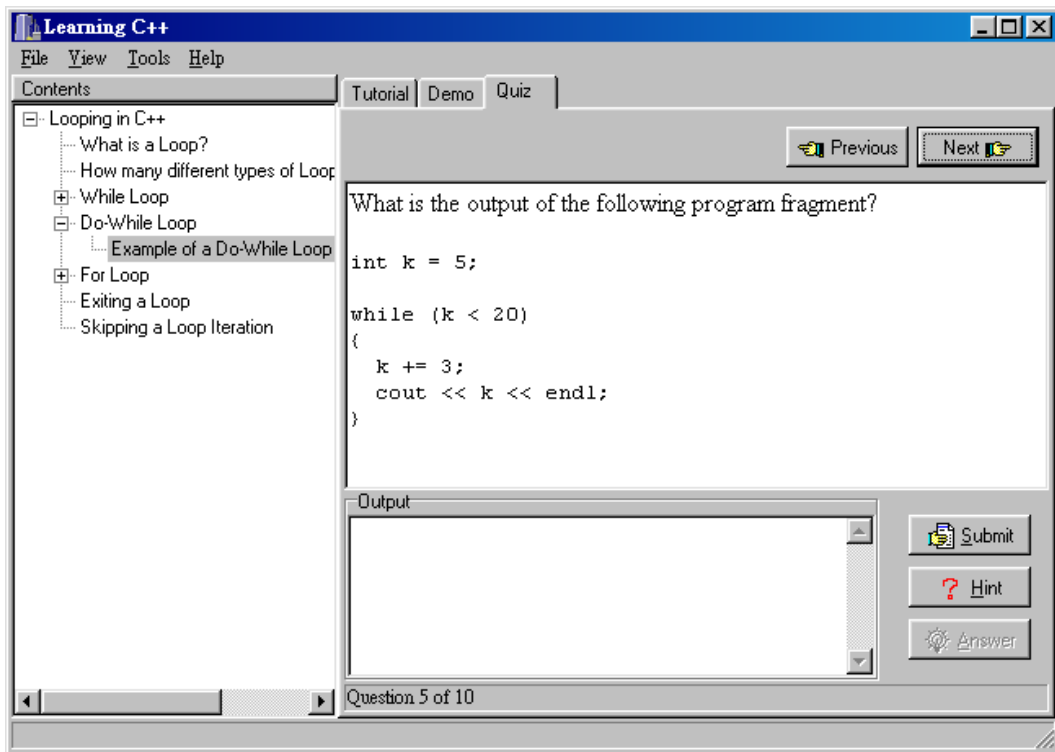 Learning C++
File View Tools Help
Contents
Looping in C++
What is a Loop?
How many different types of Loop
While Loop
Do-While Loop
Example of a Do-While Loop
For Loop
Exiting a Loop
Skipping a Loop Iteration
Tutorial Demo Quiz
Previous Next
What is the output of the following program fragment?
int k = 5;
while (k < 20)
{
k += 3;
cout << k << endl;
}
Output
Submit
Hint
Answer
Question 5 of 10